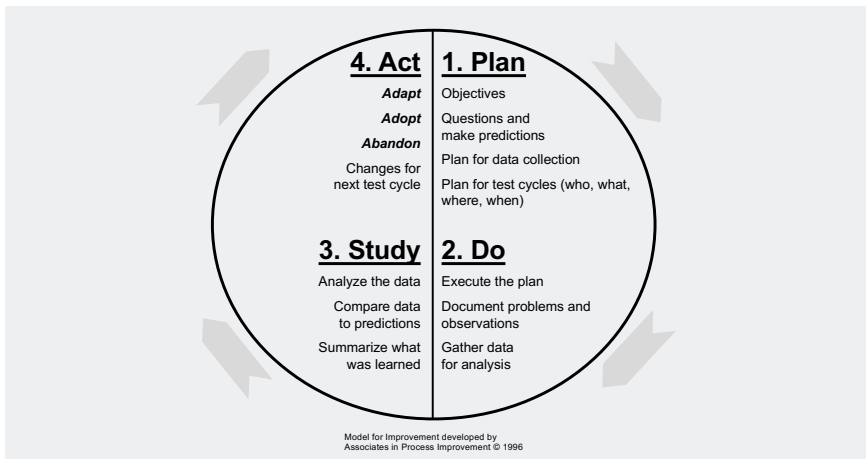 4. Act
Adapt
Adopt
Abandon
Changes for
next test cycle
1. Plan
Objectives
Questions and
make predictions
Plan for data collection
Plan for test cycles (who, what,
where, when)
3. Study
Analyze the data
Compare data
to predictions
Summarize what
was learned
2. Do
Execute the plan
Document problems and
observations
Gather data
for analysis
Model for Improvement developed by
Associates in Process Improvement © 1996